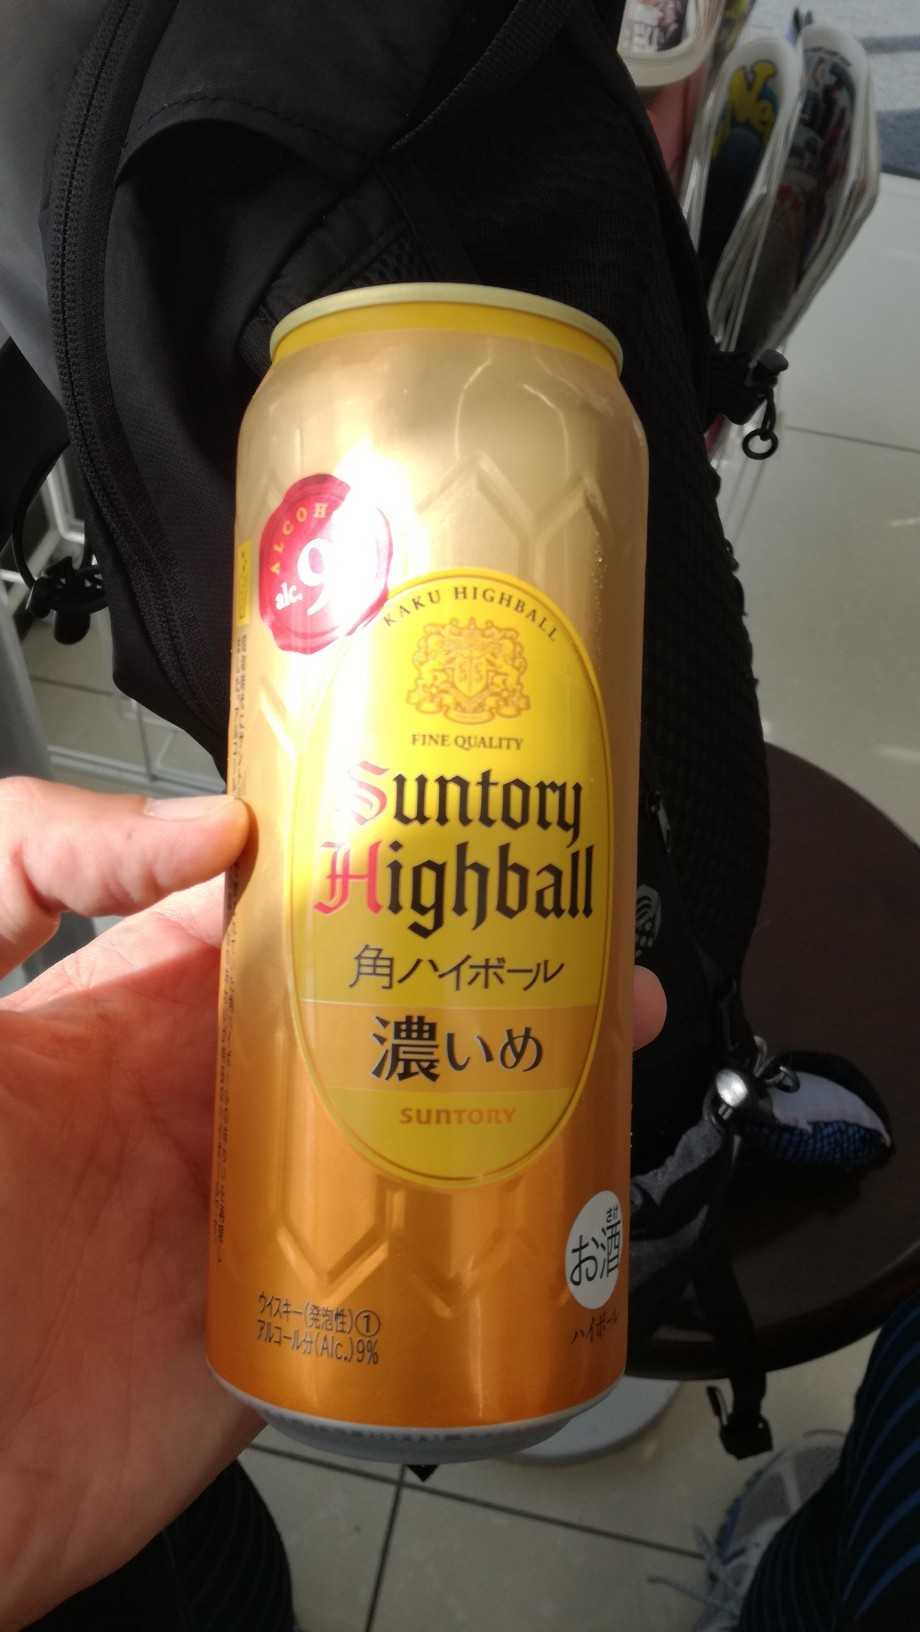 ALCOH
alc.9
KAKU HIGHBALL
FINE QUALITY
Suntory
Highball
角ハイボール
濃いめ
SUNTORY
さけ
お酒
ハイボール
ウイスキー(発泡性)①
アルコール分(Alc.)9%